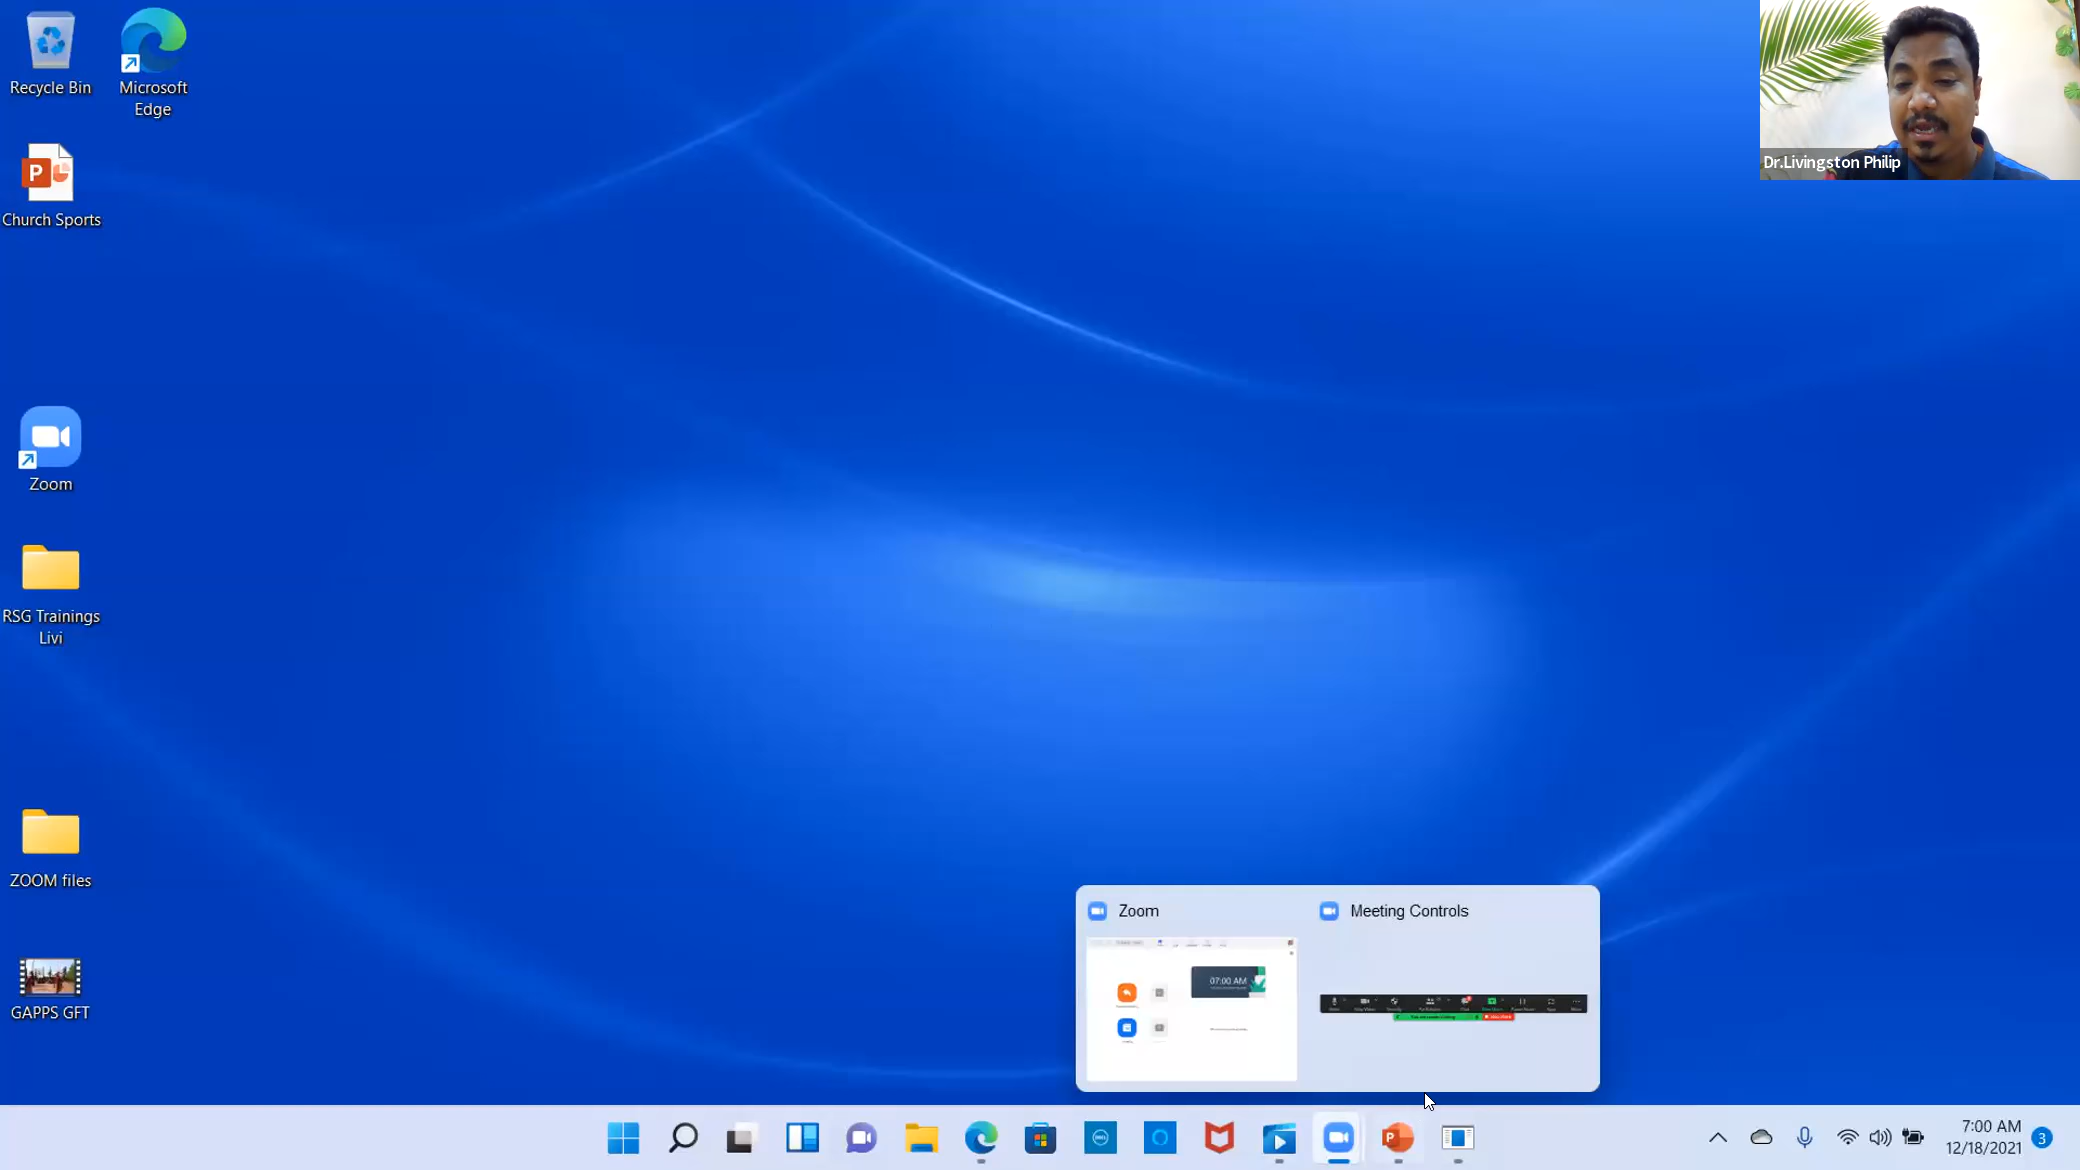 Recycle Bin
Microsoft
Edge
Dr.Livingston Philip
Church Sports
Zoom
RSG Trainings
Livi
ZOOM files
GAPPS GFT
Zoom
Meeting Controls
07:00 AM
7:00 AM
12/18/2021
3